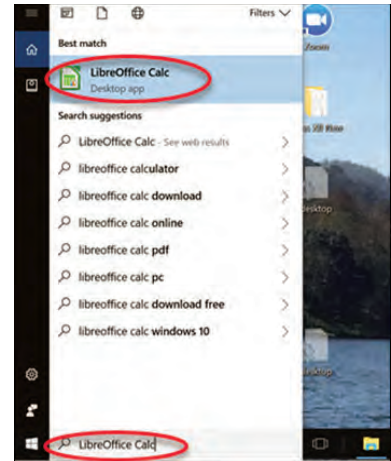 Filters
Zoom
Best match
LibreOffice Calc
Desktop app
Search suggestions
LibreOffice Calc - See web results
libreoffice calculator
libreoffice calc download
libreoffice calc online
libreoffice calc pdf
libreoffice calc pc
libreoffice calc download free
libreoffice calc windows 10
desktop
desktop
LibreOffice Calc